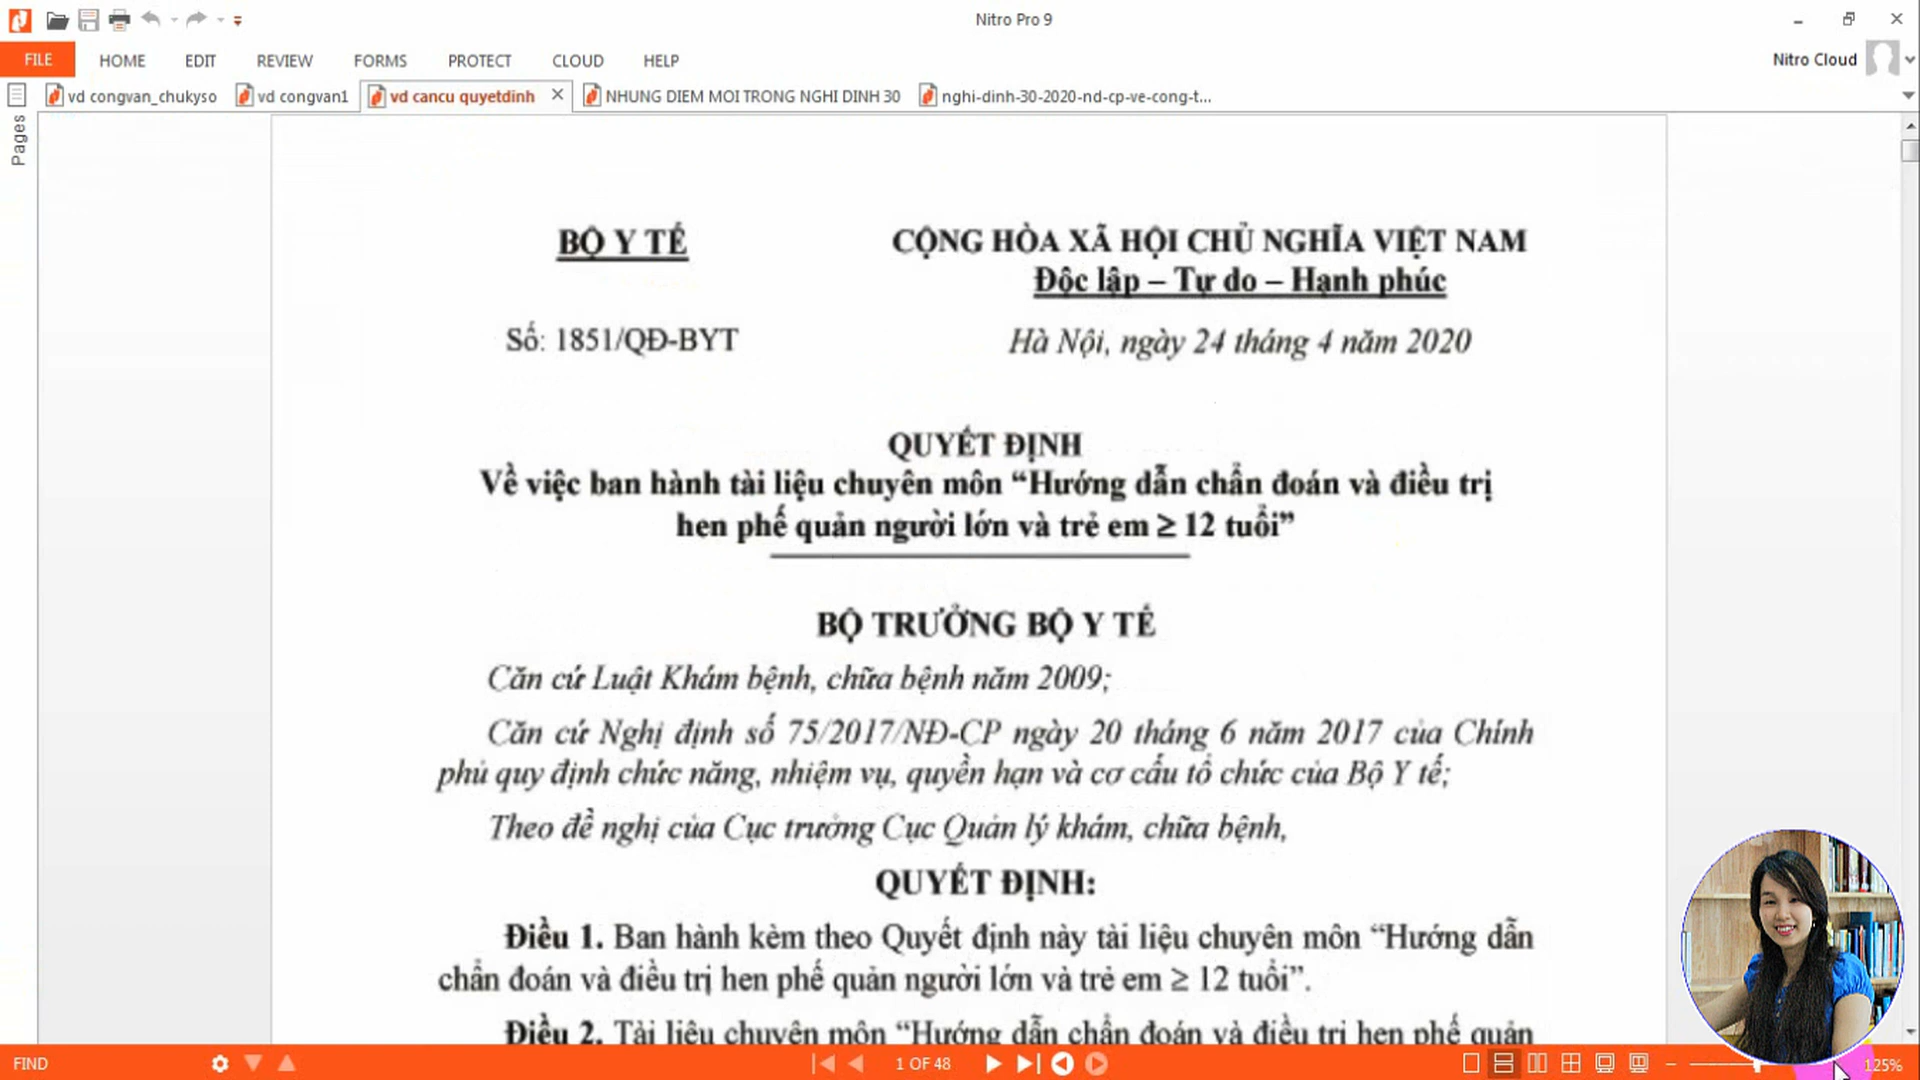 Nitro Pro 9
FILE HOME EDIT REVIEW FORMS PROTECT CLOUD HELP Nitro Cloud
vd congvan_chukyso vd congvan1 vd cancu quyetdinh NHUNG DIEM MOI TRONG NGHI DINH 30 nghi-dinh-30-2020-nd-cp-ve-cong-t...
Pages
BỘ Y TẾ
CỘNG HÒA XÃ HỘI CHỦ NGHĨA VIỆT NAM
Độc lập – Tự do – Hạnh phúc
Số: 1851/QĐ-BYT
Hà Nội, ngày 24 tháng 4 năm 2020
QUYẾT ĐỊNH
Về việc ban hành tài liệu chuyên môn “Hướng dẫn chẩn đoán và điều trị
hen phế quản người lớn và trẻ em ≥ 12 tuổi”
BỘ TRƯỞNG BỘ Y TẾ
Căn cứ Luật Khám bệnh, chữa bệnh năm 2009;
Căn cứ Nghị định số 75/2017/NĐ-CP ngày 20 tháng 6 năm 2017 của Chính
phủ quy định chức năng, nhiệm vụ, quyền hạn và cơ cấu tổ chức của Bộ Y tế;
Theo đề nghị của Cục trưởng Cục Quản lý khám, chữa bệnh,
QUYẾT ĐỊNH:
Điều 1. Ban hành kèm theo Quyết định này tài liệu chuyên môn “Hướng dẫn
chẩn đoán và điều trị hen phế quản người lớn và trẻ em ≥ 12 tuổi”.
Điều 2. Tài liệu chuyên môn “Hướng dẫn chẩn đoán và điều trị hen phế quản
FIND 1 OF 48 125%